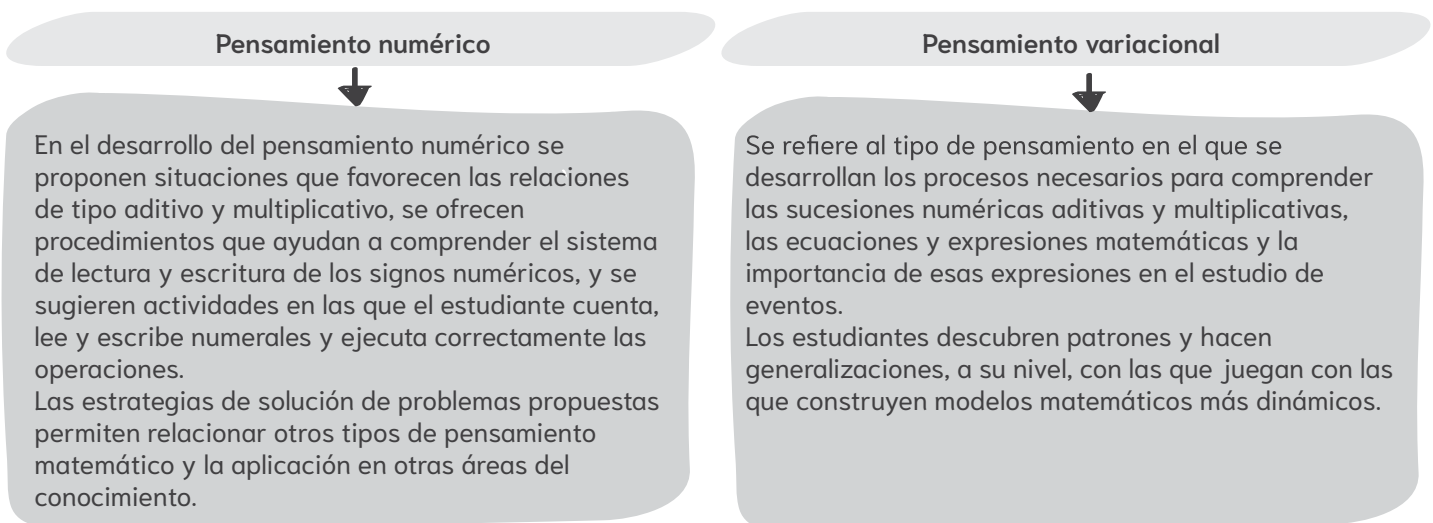 Pensamiento numérico
En el desarrollo del pensamiento numérico se
proponen situaciones que favorecen las relaciones
de tipo aditivo y multiplicativo, se ofrecen
procedimientos que ayudan a comprender el sistema
de lectura y escritura de los signos numéricos, y se
sugieren actividades en las que el estudiante cuenta,
lee y escribe numerales y ejecuta correctamente las
operaciones.
Las estrategias de solución de problemas propuestas
permiten relacionar otros tipos de pensamiento
matemático y la aplicación en otras áreas del
conocimiento.
Pensamiento variacional
Se refiere al tipo de pensamiento en el que se
desarrollan los procesos necesarios para comprender
las sucesiones numéricas aditivas y multiplicativas,
las ecuaciones y expresiones matemáticas y la
importancia de esas expresiones en el estudio de
eventos.
Los estudiantes descubren patrones y hacen
generalizaciones, a su nivel, con las que juegan con las
que construyen modelos matemáticos más dinámicos.